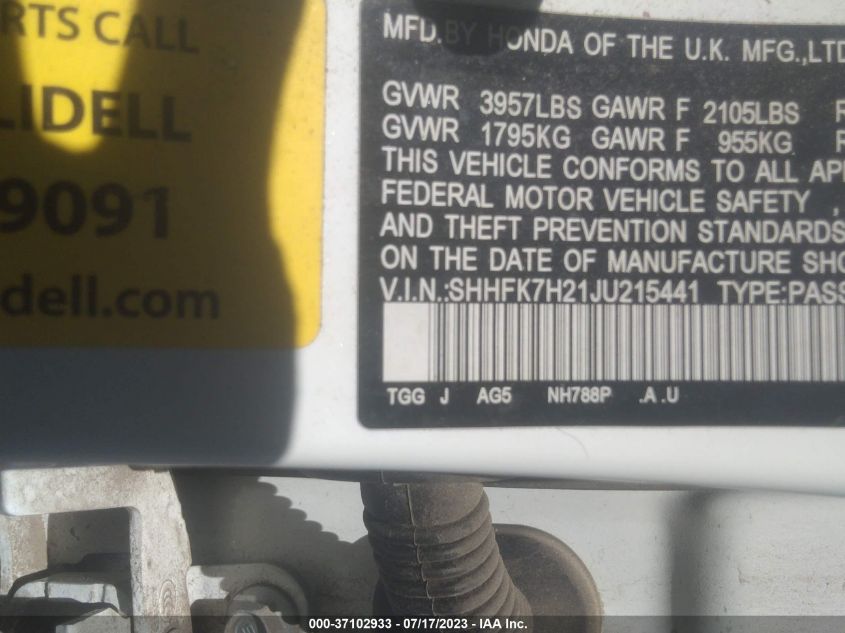 RTS CALL
LIDELL
9091
dell.com
MFD.BY HONDA OF THE U.K. MFG.,LTD
GVWR 3957LBS GAWR F 2105LBS R
GVWR 1795KG GAWR F 955KG R
THIS VEHICLE CONFORMS TO ALL APP
FEDERAL MOTOR VEHICLE SAFETY ,
AND THEFT PREVENTION STANDARDS
ON THE DATE OF MANUFACTURE SHO
V.I.N.:SHHFK7H21JU215441 TYPE:PASS
TGG J AG5 NH788P .A .U
000-37102933 - 07/17/2023 - IAA Inc.